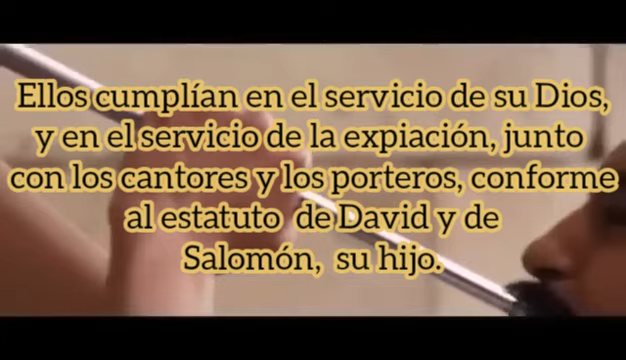 Ellos cumplían en el servicio de su Dios,
y en el servicio de la expiación, junto
con los cantores y los porteros, conforme
al estatuto de David y de
Salomón, su hijo.